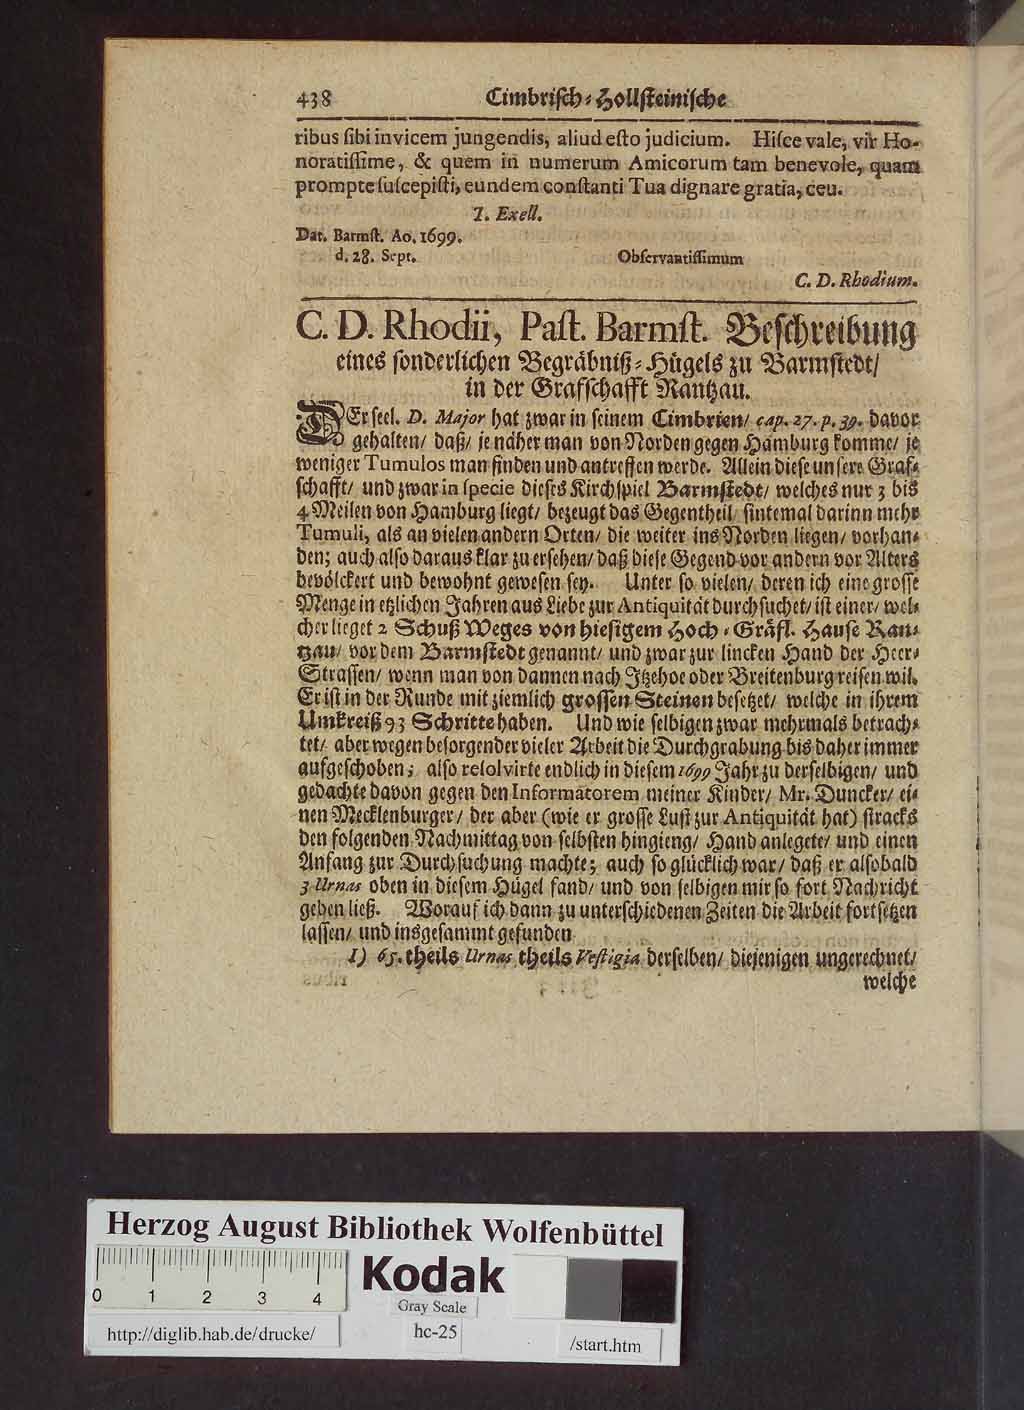 438 Cimbrisch-Hollsteinische
ribus sibi invicem jungendis, aliud esto judicium. Hisce vale, vir Ho-
noratissime, & quem in numerum Amicorum tam benevole, quam
prompte suscepisti, eundem constanti Tua dignare gratia, ceu.
T. Exell.
Dat. Barmst. Ao. 1699.
d. 28. Sept. Observantissimum
C. D. Rhodium.
C. D. Rhodii, Past. Barmst. Beschreibung
eines sonderlichen Begräbniß-Hügels zu Barmstedt/
in der Grafschafft Rantzau.
DEr seel. D. Major hat zwar in seinem Cimbrien/ cap. 27. p. 39. davor
gehalten/ daß/ je näher man von Norden gegen Hamburg komme/ je
weniger Tumulos man finden und antreffen werde. Allein diese unsere Graf-
schafft/ und zwar in specie dieses Kirchspiel Barmstedt/ welches nur 3 bis
4 Meilen von Hamburg liegt/ bezeugt das Gegentheil/ sintemal darinn mehr
Tumuli, als an vielen andern Orten/ die weiter ins Norden liegen/ vorhan-
den; auch also daraus klar zu ersehen/ daß diese Gegend vor andern vor Alters
bevölckert und bewohnt gewesen sey. Unter so vielen/ deren ich eine grosse
Menge in etzlichen Jahren aus Liebe zur Antiquität durchsuchet/ ist einer/ wel-
cher lieget 2 Schuß Weges von hiesigem Hoch-Gräfl. Hause Ran-
tzau/ vor dem Barmstedt genannt/ und zwar zur lincken Hand der Heer-
Strassen/ wenn man von dannen nach Itzehoe oder Breitenburg reisen wil.
Er ist in der Runde mit ziemlich grossen Steinen besetzet/ welche in ihrem
Umkreiß 93 Schritte haben. Und wie selbigen zwar mehrmals betrach-
tet/ aber wegen besorgender vieler Arbeit die Durchgrabung bis daher immer
aufgeschoben; also resolvirte endlich in diesem 1699 Jahr zu derselbigen/ und
gedachte davon gegen den Informatorem meiner Kinder/ Mr. Duncker/ ei-
nen Mecklenburger/ der aber (wie er grosse Lust zur Antiquität hat) stracks
den folgenden Nachmittag von selbsten hingieng/ Hand anlegete/ und einen
Anfang zur Durchsuchung machte; auch so glücklich war/ daß er alsobald
3 Urnas oben in diesem Hügel fand/ und von selbigen mir so fort Nachricht
geben ließ. Worauf ich dann zu unterschiedenen Zeiten die Arbeit fortsetzen
lassen/ und insgesammt gefunden
1) 65. theils Urnas theils Vestigia derselben/ diejenigen ungerechnet/
welche
Herzog August Bibliothek Wolfenbüttel
0 1 2 3 4
Kodak
Gray Scale
http://diglib.hab.de/drucke/ hc-25 /start.htm